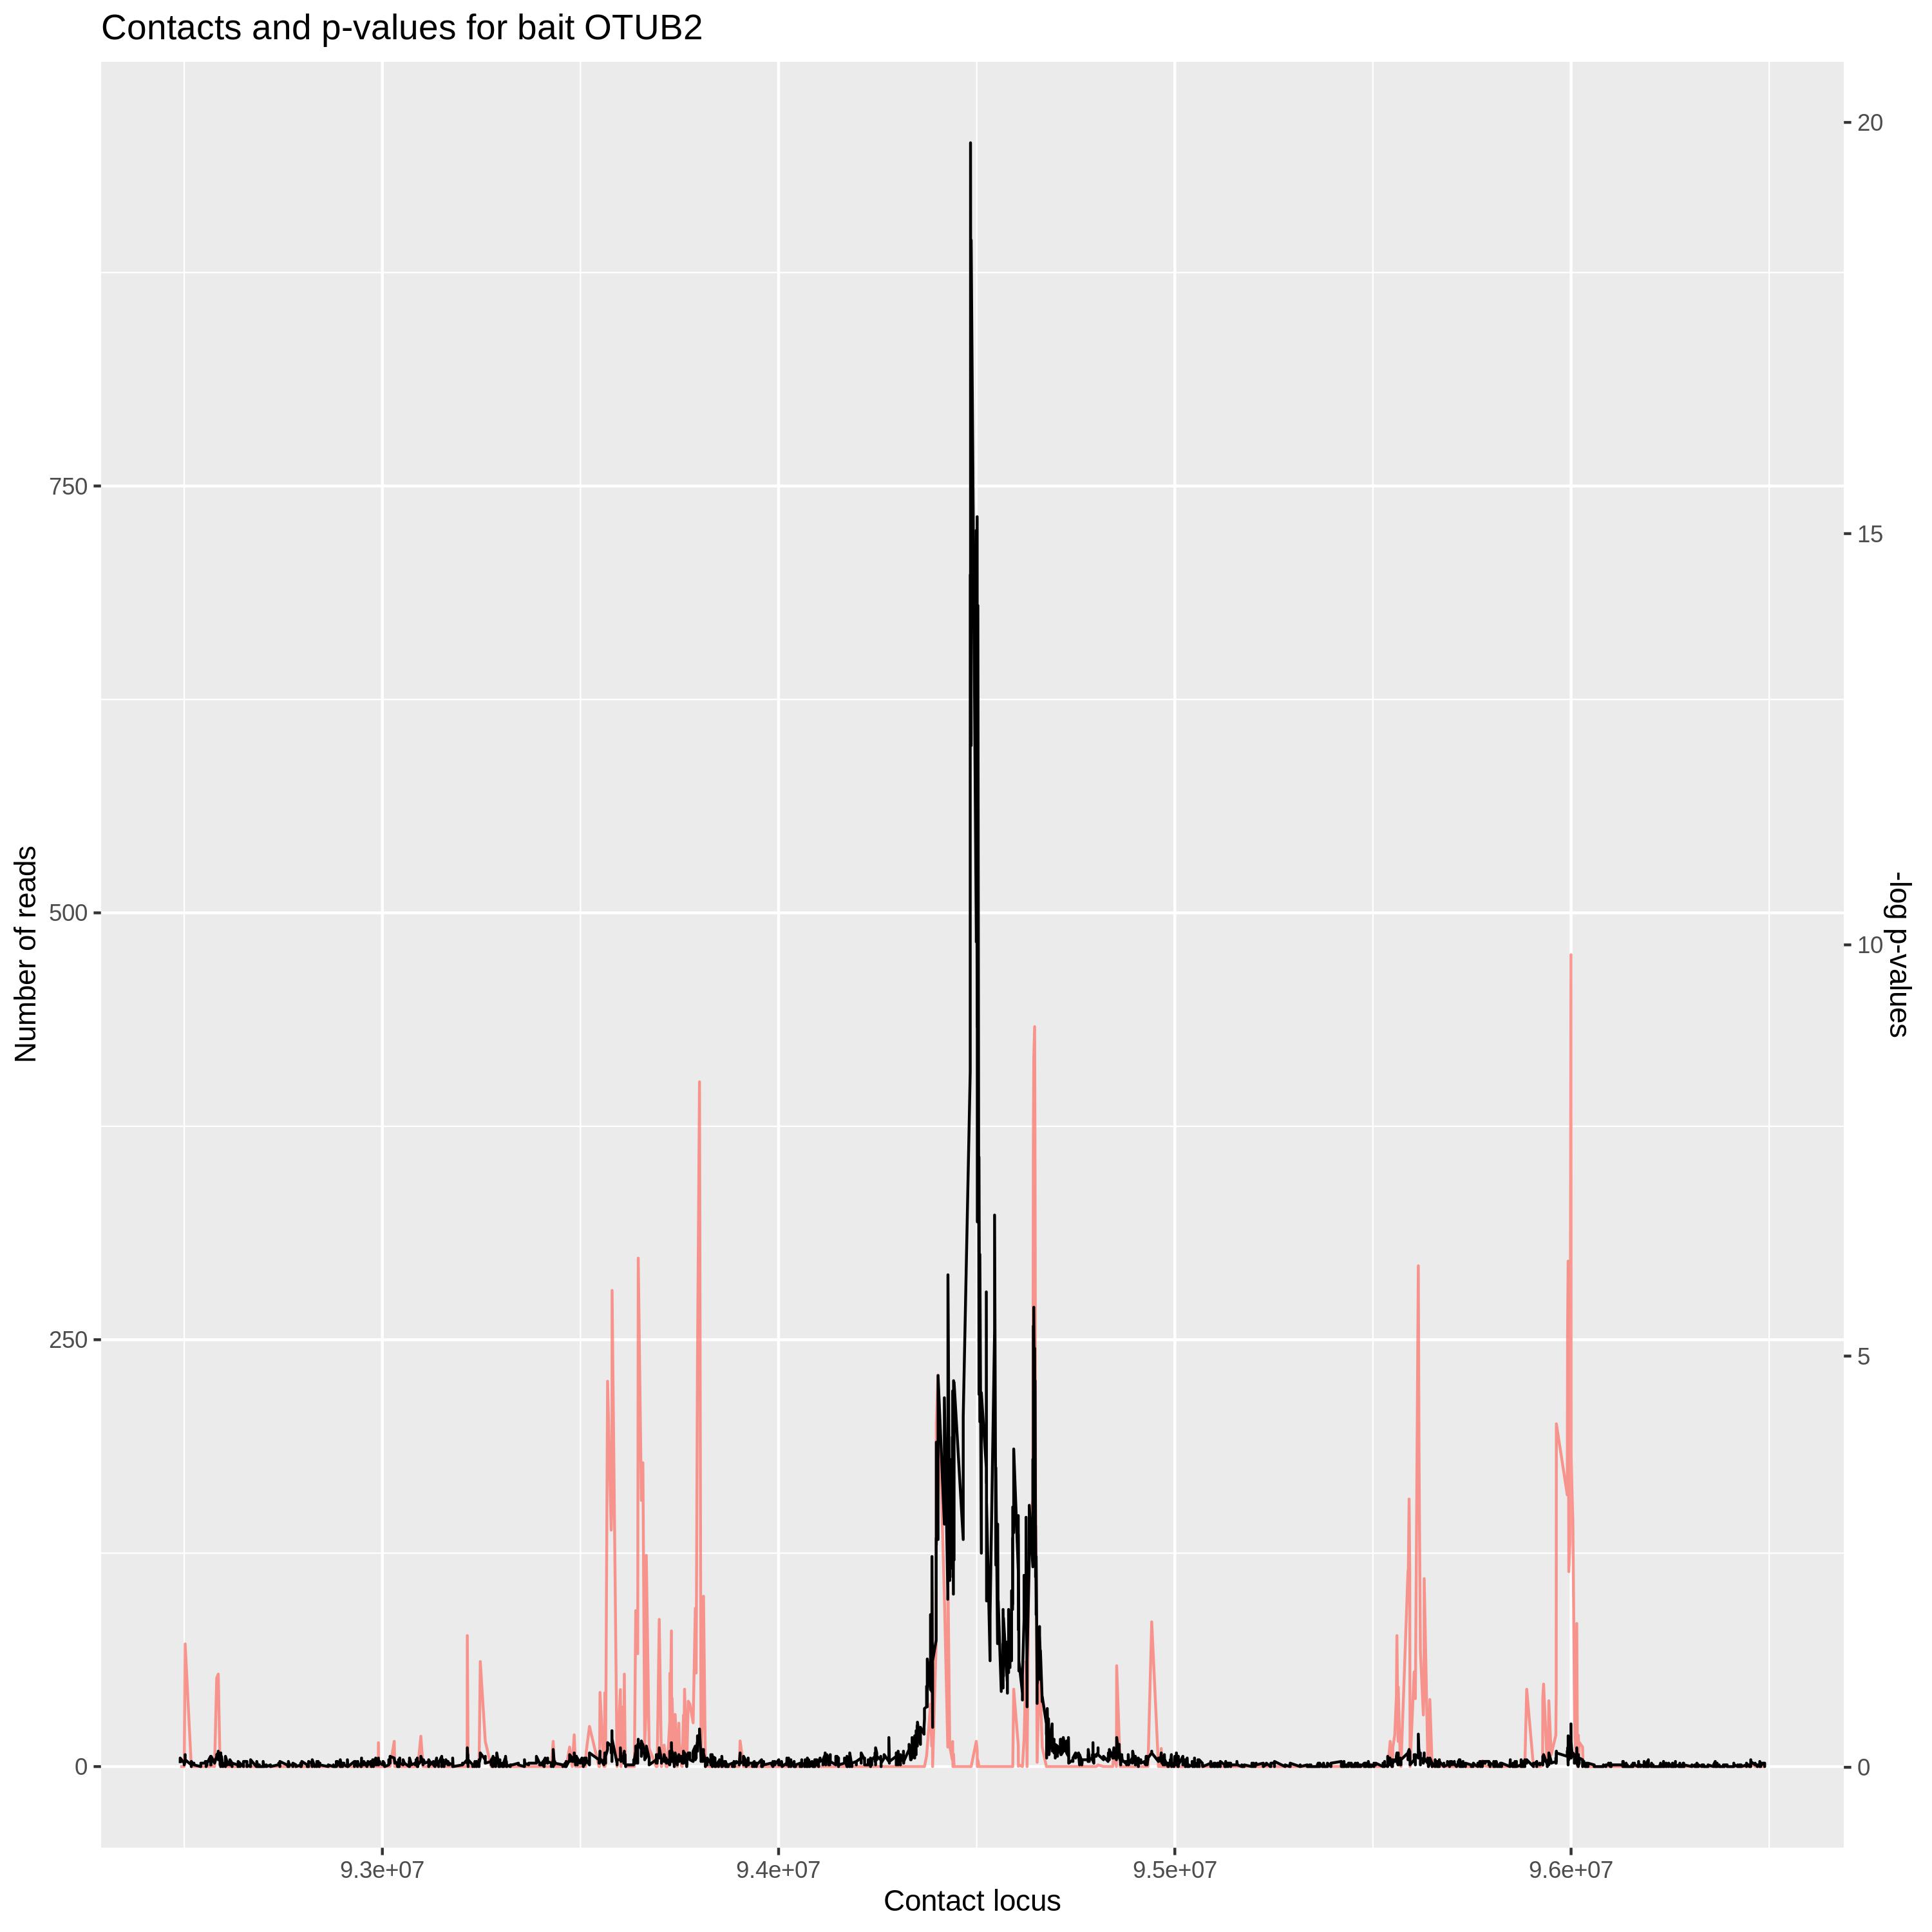 Contacts and p-values for bait OTUB2
Number of reads
750
500
250
0
20
15
10
5
0
-log p-values
9.3e+07
9.4e+07
9.5e+07
9.6e+07
Contact locus